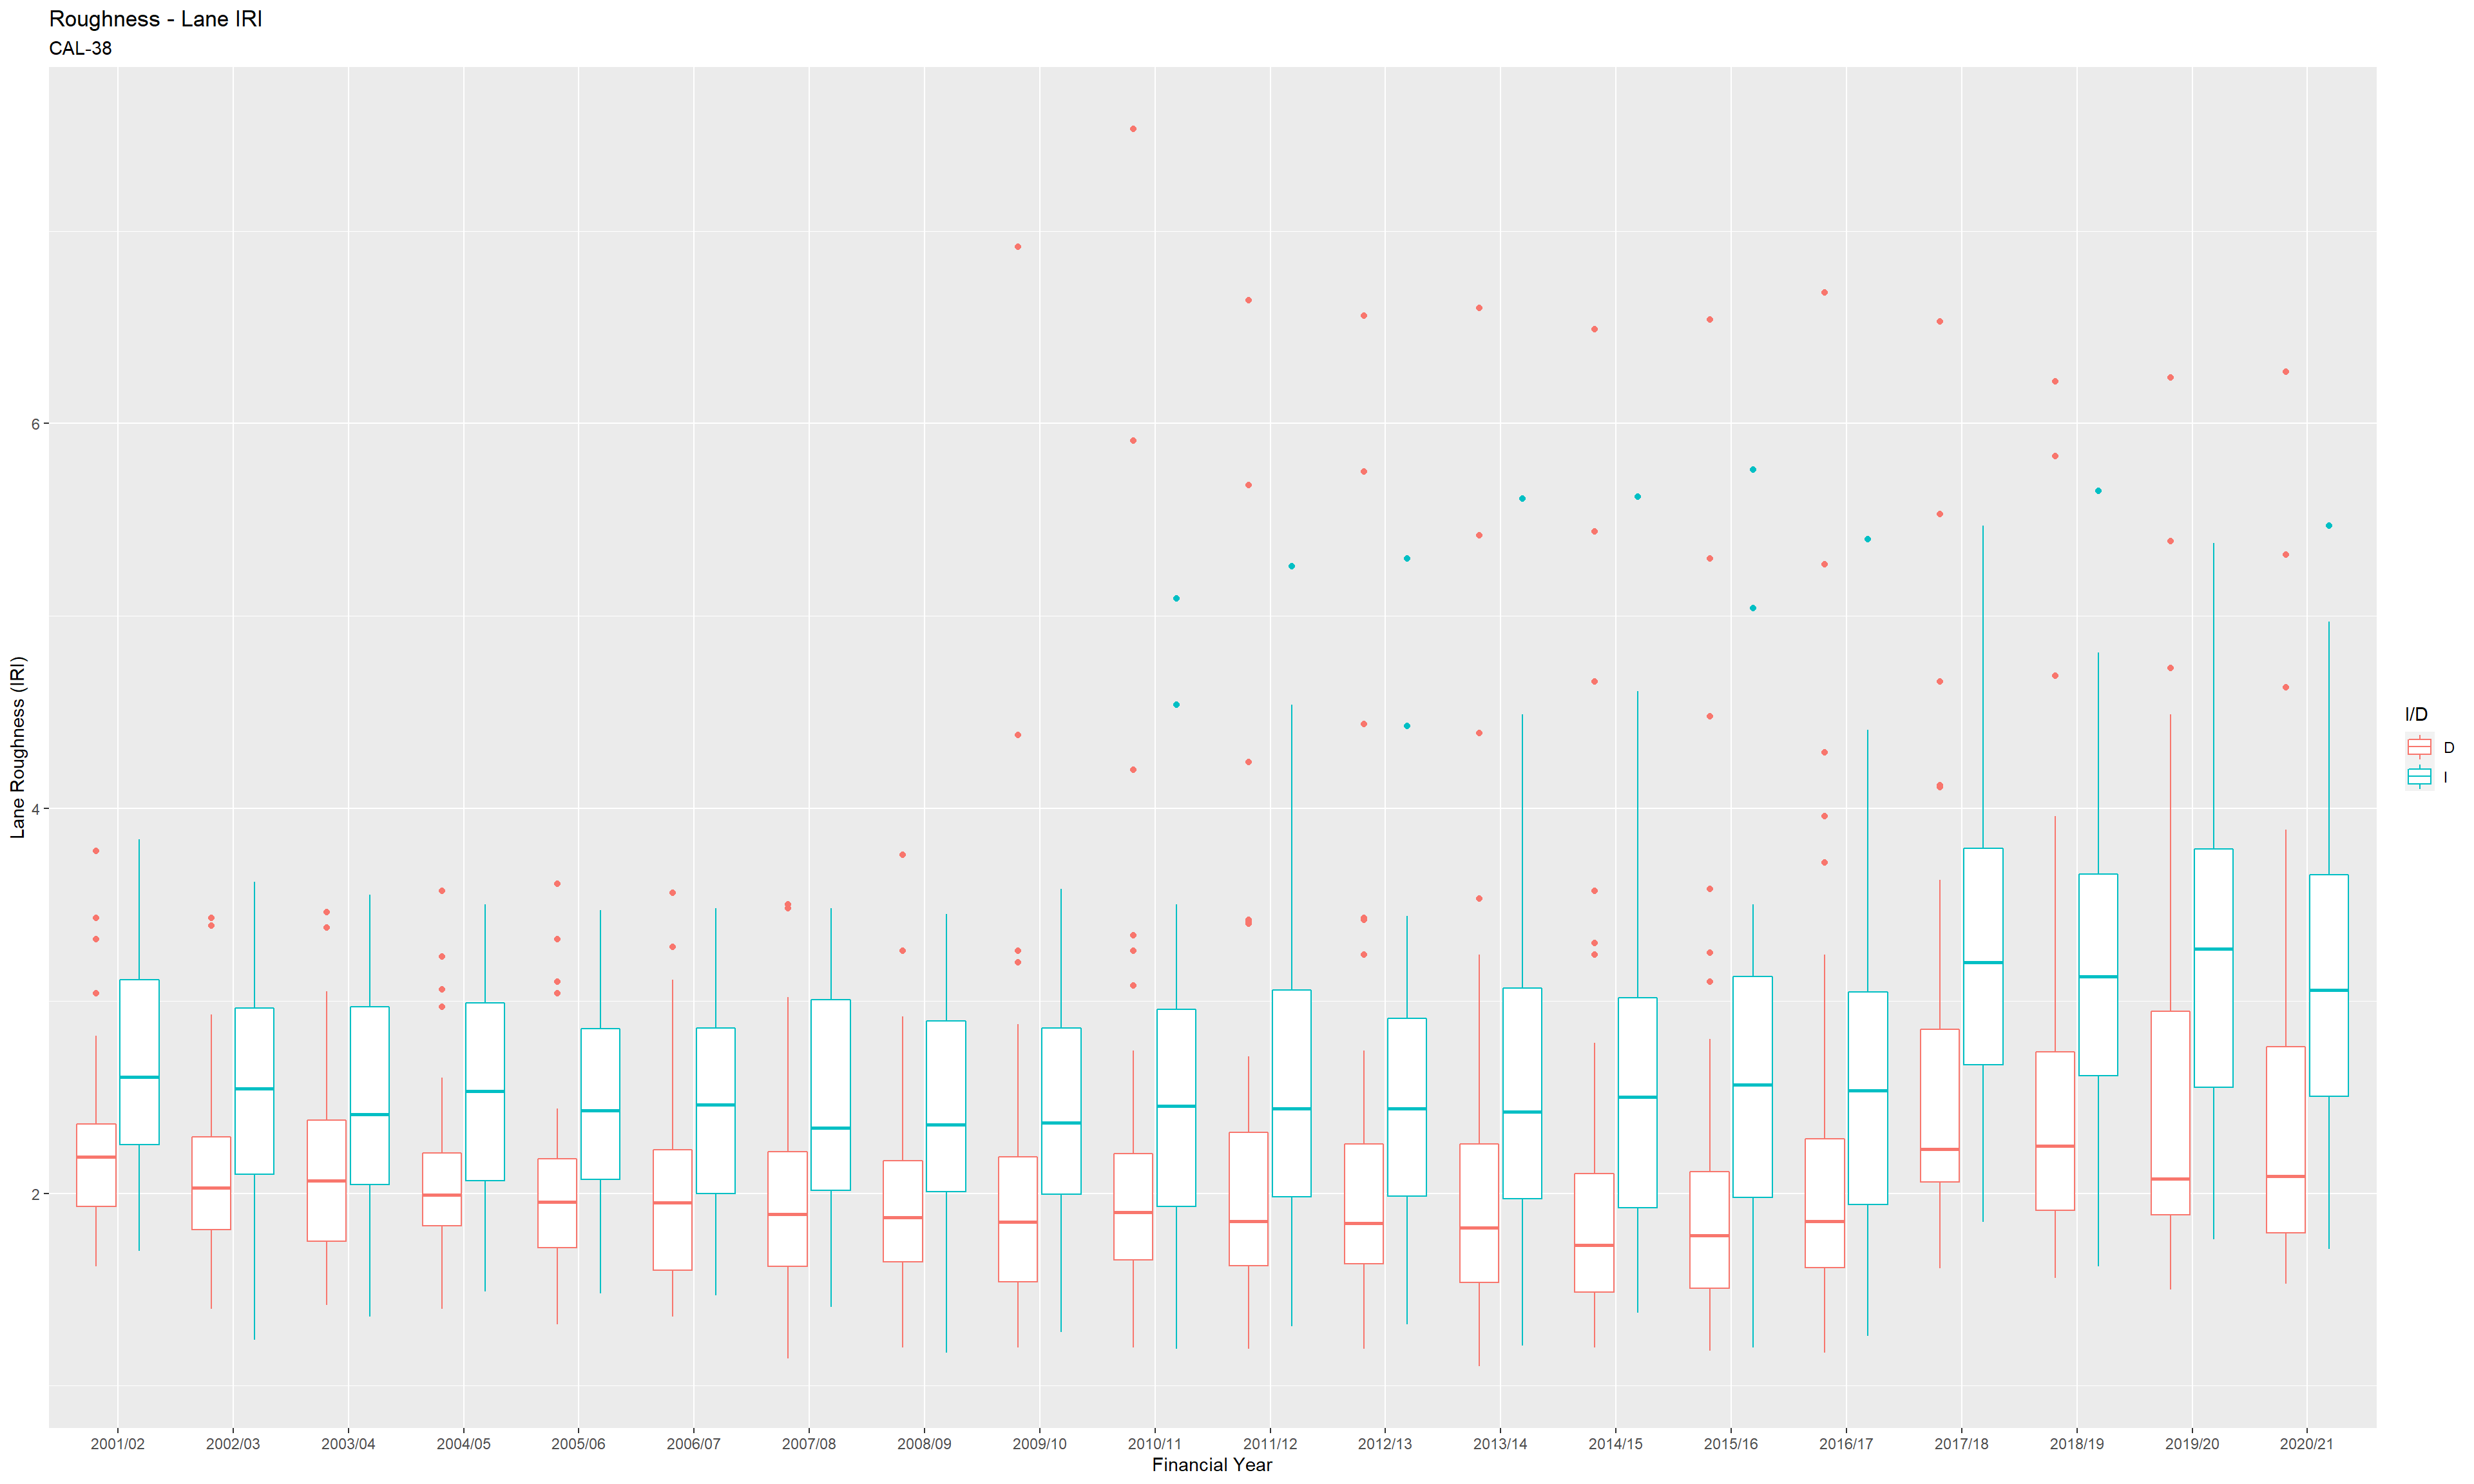 Roughness - Lane IRI
CAL-38
Lane Roughness (IRI)
6
4
2
2001/02 2002/03 2003/04 2004/05 2005/06 2006/07 2007/08 2008/09 2009/10 2010/11 2011/12 2012/13 2013/14 2014/15 2015/16 2016/17 2017/18 2018/19 2019/20 2020/21
Financial Year
I/D
D
I